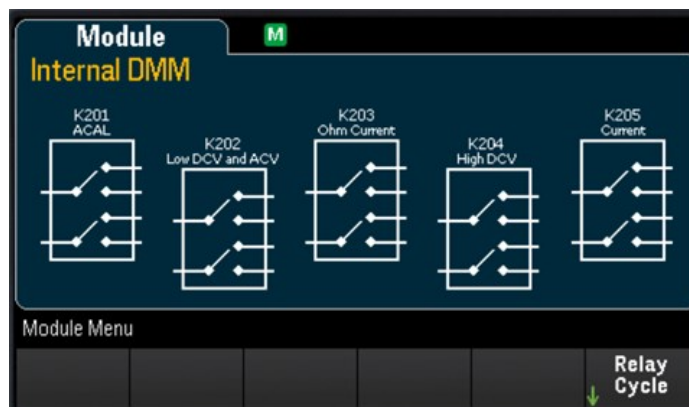 Module
M
Internal DMM
K201
ACAL
K202
Low DCV and ACV
K203
Ohm Current
K204
High DCV
K205
Current
Module Menu
Relay
Cycle